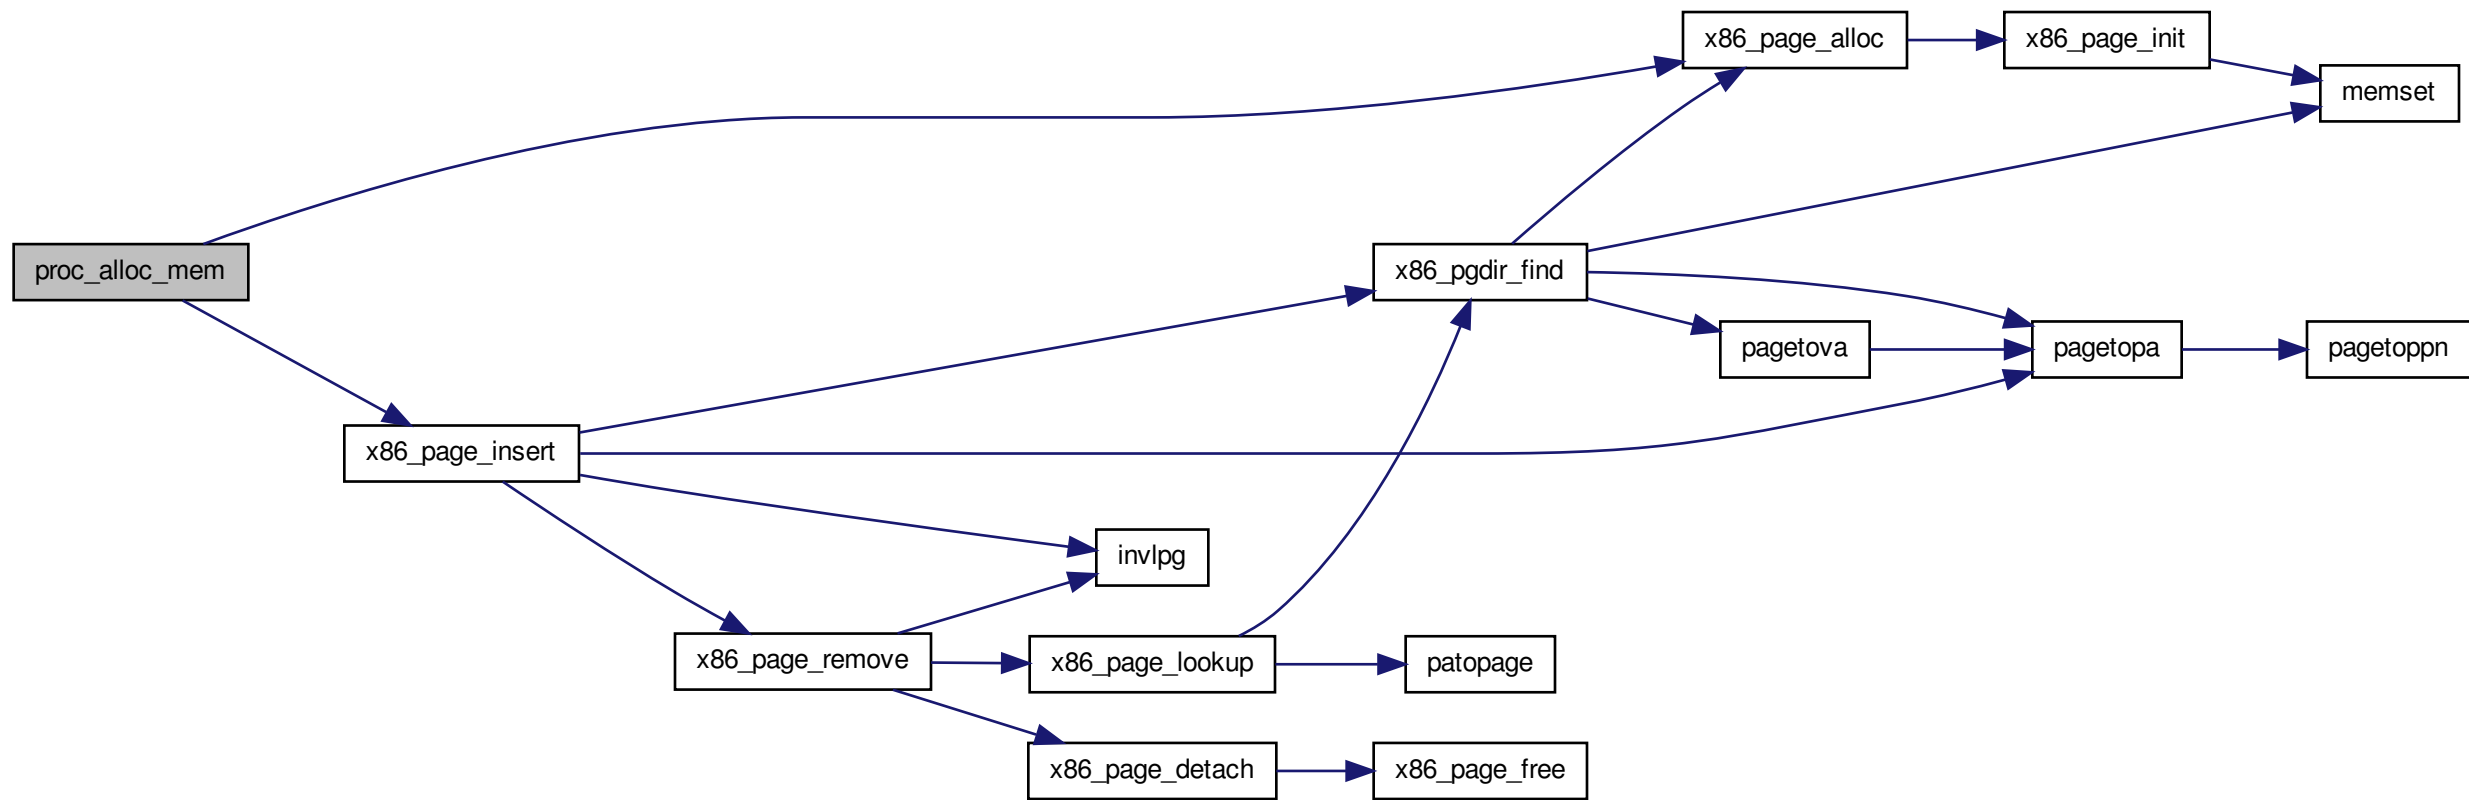 x86_page_alloc
x86_page_init
memset
proc_alloc_mem
x86_pgdir_find
pagetova
pagetopa
pagetoppn
x86_page_insert
invlpg
x86_page_remove
x86_page_lookup
patopage
x86_page_detach
x86_page_free